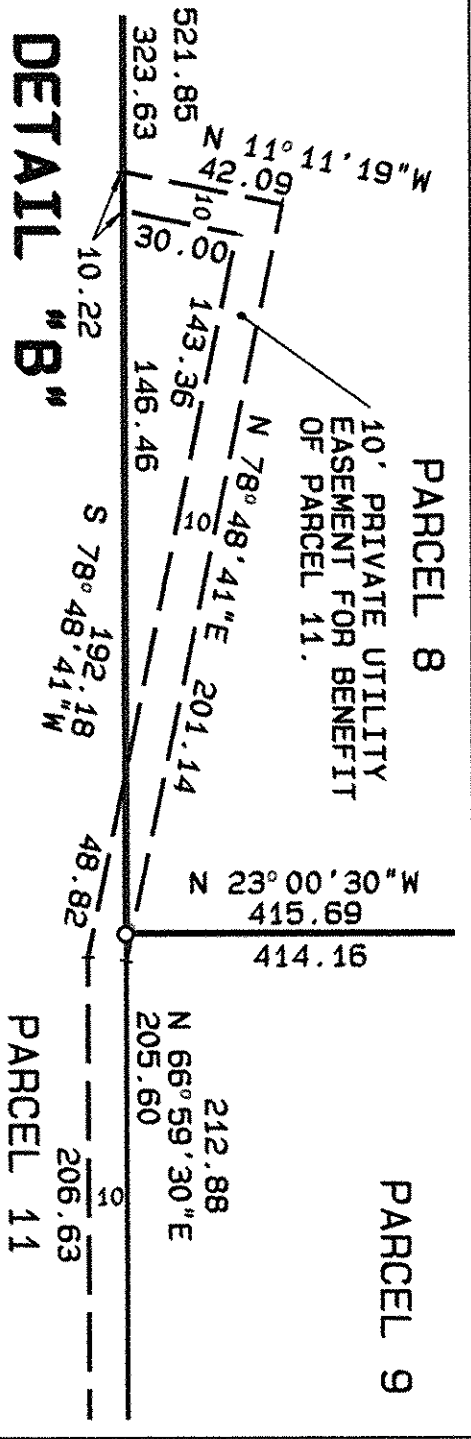 PARCEL 8
PARCEL 9
10' PRIVATE UTILITY
EASEMENT FOR BENEFIT
OF PARCEL 11.
N 11°11'19"W
42.09
10
30.00
521.85
323.63
10.22
143.36
146.46
N 78°48'41"E 201.14
10
192.18
S 78°48'41"W
48.82
N 23°00'30"W
415.69
414.16
212.88
N 66°59'30"E
205.60
10
206.63
PARCEL 11
DETAIL "B"